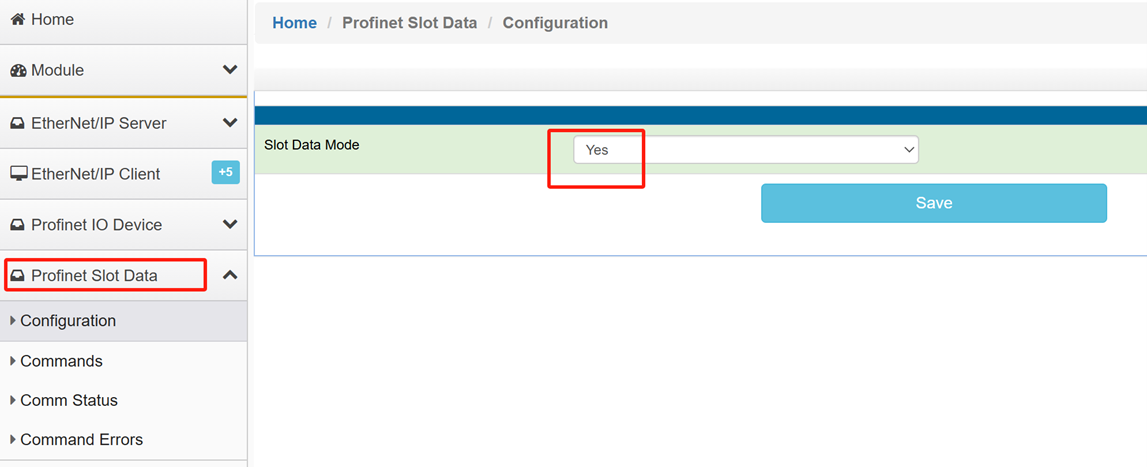 Home
Module
EtherNet/IP Server
EtherNet/IP Client +5
Profinet IO Device
Profinet Slot Data
Configuration
Commands
Comm Status
Command Errors
Home / Profinet Slot Data / Configuration
Slot Data Mode Yes
Save